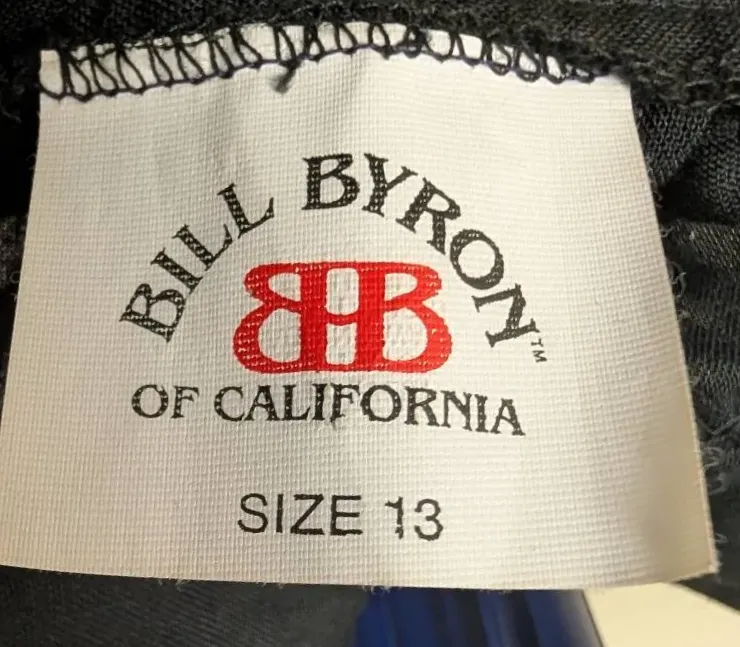 BILL BYRON™
BB
OF CALIFORNIA
SIZE 13